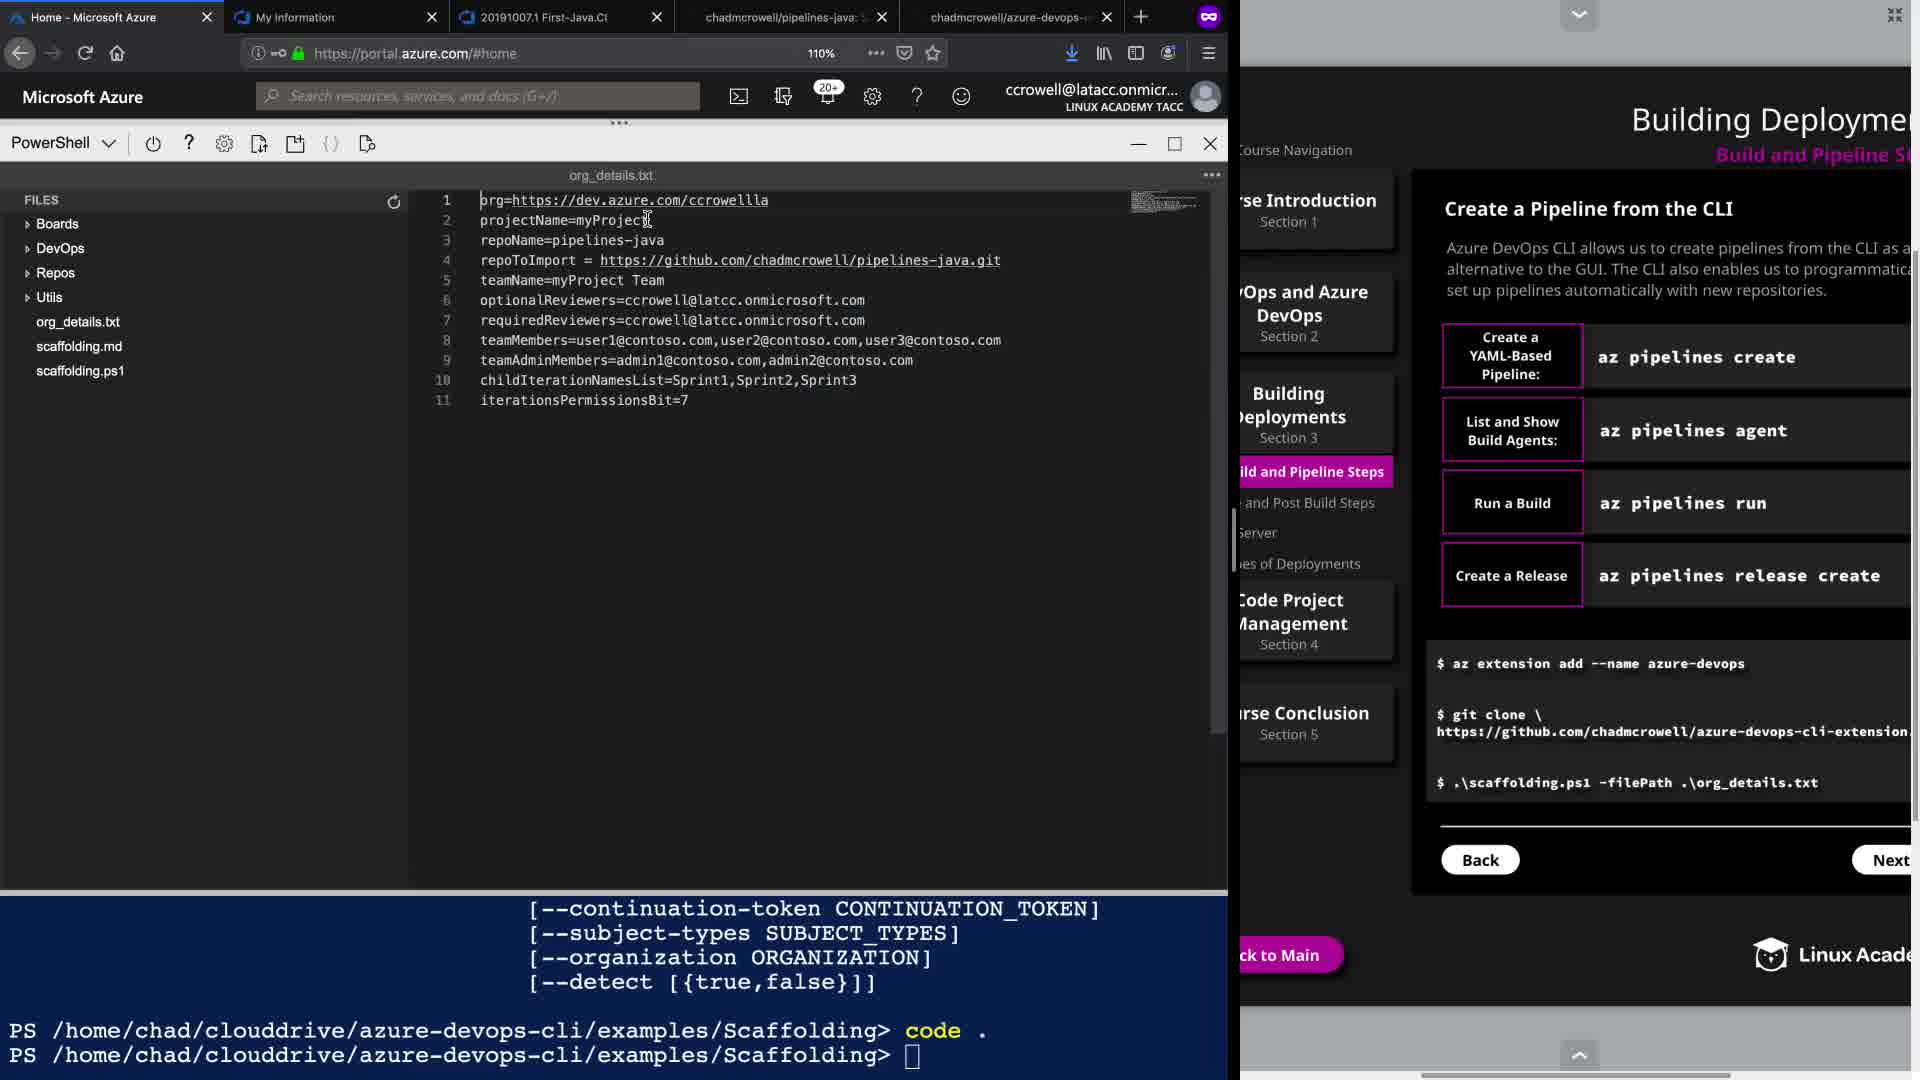 Home - Microsoft Azure
My Information
20191007.1 First-Java.CI
chadmcrowell/pipelines-java:
chadmcrowell/azure-devops-
https://portal.azure.com/#home
110%
Microsoft Azure
Search resources, services, and docs (G+/)
20+
ccrowell@latacc.onmicr...
LINUX ACADEMY TACC
PowerShell
org_details.txt
FILES
Boards
DevOps
Repos
Utils
org_details.txt
scaffolding.md
scaffolding.ps1
1 org=https://dev.azure.com/ccrowellla
2 projectName=myProject
3 repoName=pipelines-java
4 repoToImport = https://github.com/chadmcrowell/pipelines-java.git
5 teamName=myProject Team
6 optionalReviewers=ccrowell@latcc.onmicrosoft.com
7 requiredReviewers=ccrowell@latcc.onmicrosoft.com
8 teamMembers=user1@contoso.com,user2@contoso.com,user3@contoso.com
9 teamAdminMembers=admin1@contoso.com,admin2@contoso.com
10 childIterationNamesList=Sprint1,Sprint2,Sprint3
11 iterationsPermissionsBit=7
[--continuation-token CONTINUATION_TOKEN]
[--subject-types SUBJECT_TYPES]
[--organization ORGANIZATION]
[--detect [{true,false}]]
PS /home/chad/clouddrive/azure-devops-cli/examples/Scaffolding> code .
PS /home/chad/clouddrive/azure-devops-cli/examples/Scaffolding>
Building Deployme
Build and Pipeline S
Course Navigation
rse Introduction
Section 1
vOps and Azure
DevOps
Section 2
Building
Deployments
Section 3
ild and Pipeline Steps
and Post Build Steps
Server
es of Deployments
Code Project
Management
Section 4
urse Conclusion
Section 5
ck to Main
Create a Pipeline from the CLI
Azure DevOps CLI allows us to create pipelines from the CLI as a
alternative to the GUI. The CLI also enables us to programmatica
set up pipelines automatically with new repositories.
Create a
YAML-Based
Pipeline:
az pipelines create
List and Show
Build Agents:
az pipelines agent
Run a Build
az pipelines run
Create a Release
az pipelines release create
$ az extension add --name azure-devops
$ git clone \
https://github.com/chadmcrowell/azure-devops-cli-extension.
$ .\scaffolding.ps1 -filePath .\org_details.txt
Back
Next
Linux Acade